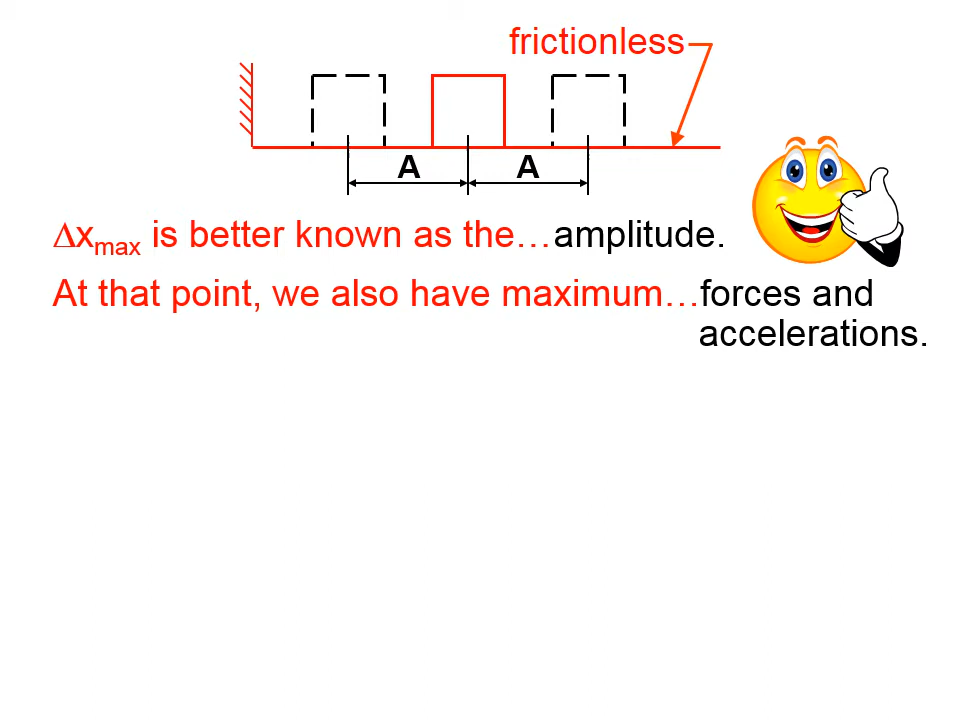 frictionless
A A
Δxmax is better known as the…amplitude.
At that point, we also have maximum…forces and
accelerations.